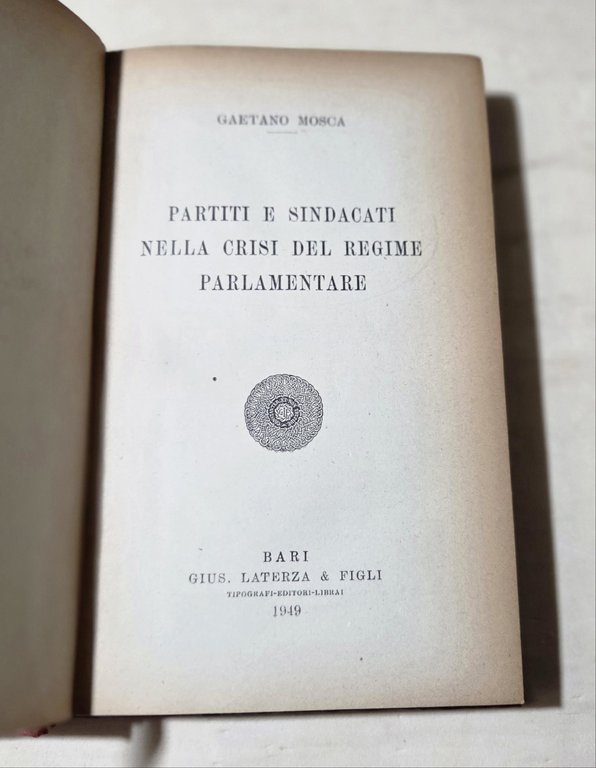 GAETANO MOSCA
PARTITI E SINDACATI
NELLA CRISI DEL REGIME
PARLAMENTARE
BARI
GIUS. LATERZA & FIGLI
TIPOGRAFI-EDITORI-LIBRAI
1949